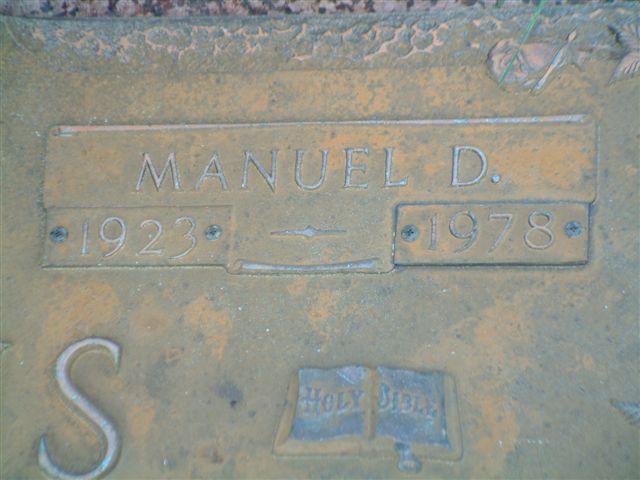 MANUEL D.
1923 1978
S
HOLY BIBLE